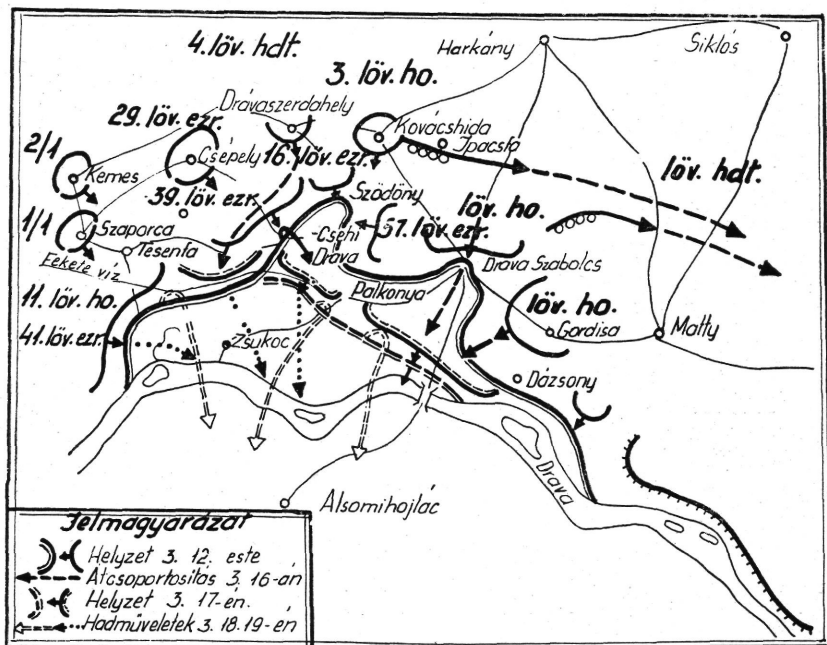 4. löv. hdt.
Harkány
Siklós
3. löv. ho.
Drávaszerdahely
29. löv. ezr.
Kovácshida
Ipacsfa
2/1
Csépely
16. löv. ezr.
löv. hdt.
Kemes
39. löv. ezr.
Szödöny
löv. ho.
1/1
Szaporca
Csehi
57. löv. ezr.
Tésenfa
Dráva
Dráva Szabolcs
Fekete víz
Palkonya
11. löv. ho.
löv. ho.
41. löv. ezr.
Zsukoc
Gordisa
Matty
Dázsony
Dráva
Alsomihojlác
Jelmagyarázat
Helyzet 3. 12. este
Átcsoportosítás 3. 16-án
Helyzet 3. 17-én.
Hadműveletek 3. 18. 19-én